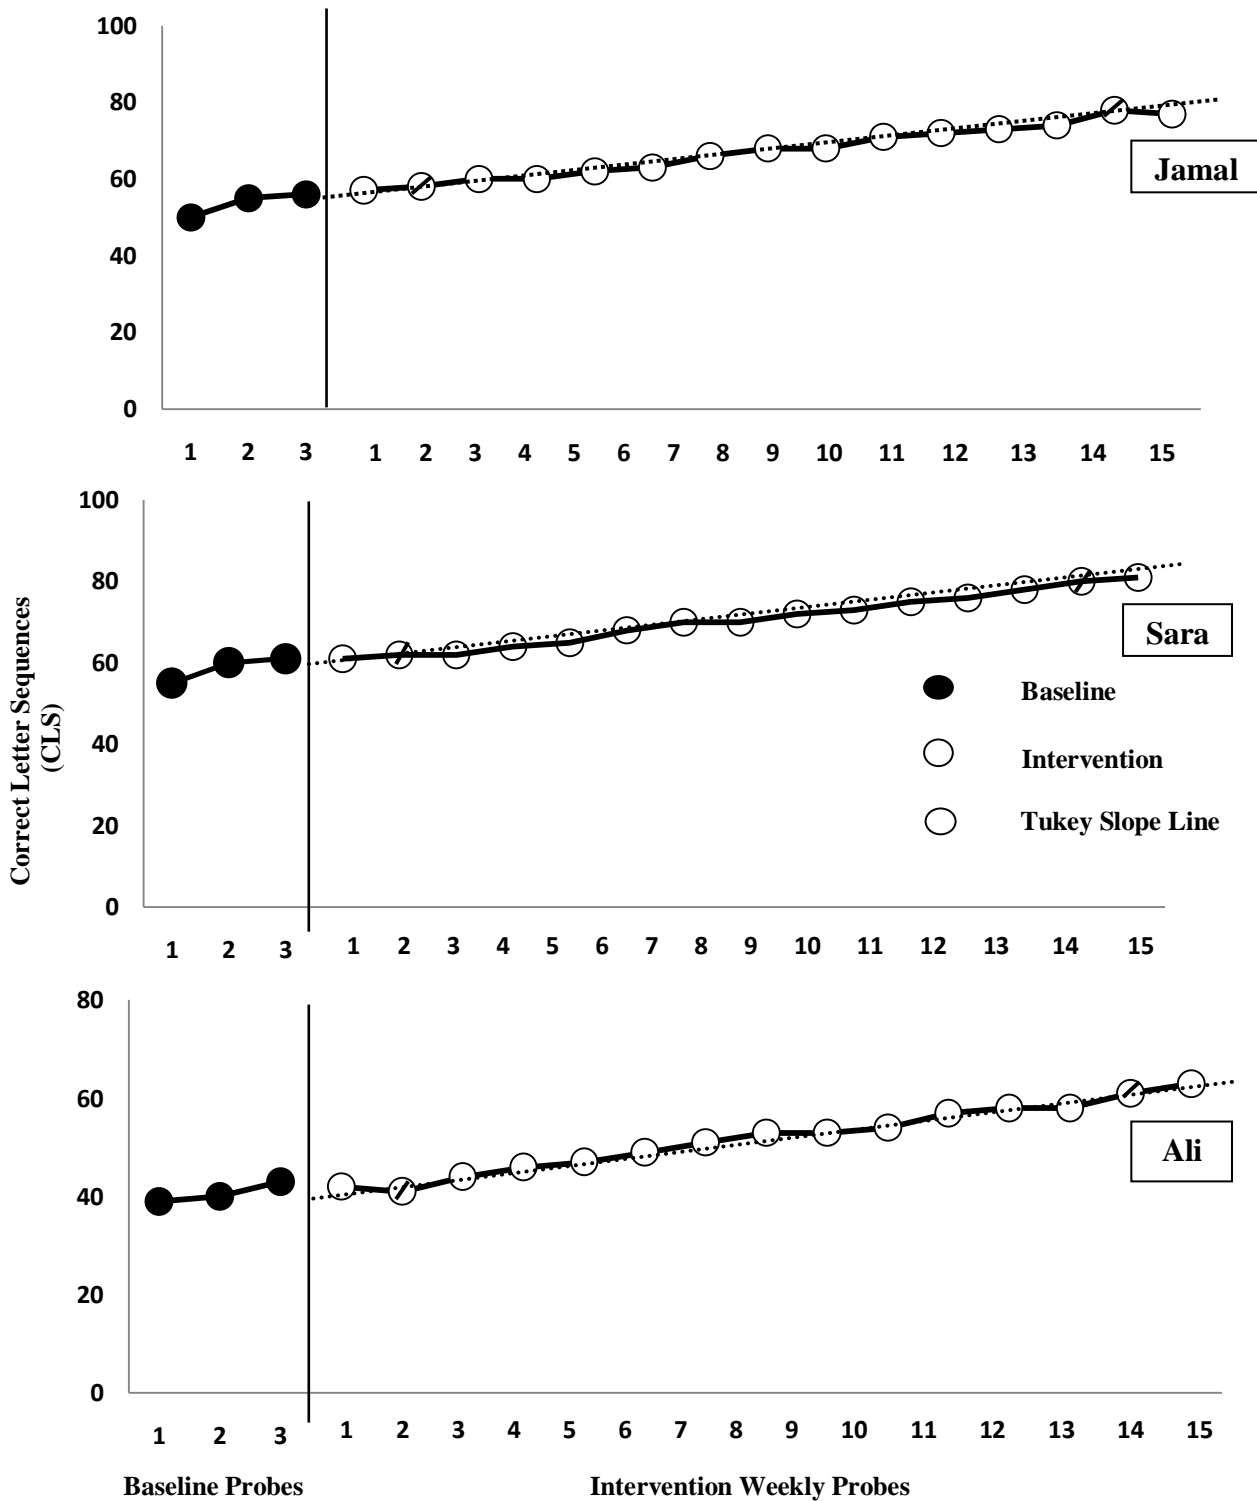 100
80
60
40
20
0
Jamal
1 2 3 1 2 3 4 5 6 7 8 9 10 11 12 13 14 15
Correct Letter Sequences
(CLS)
100
80
60
40
20
0
Sara
Baseline
Intervention
Tukey Slope Line
1 2 3 1 2 3 4 5 6 7 8 9 10 11 12 13 14 15
80
60
40
20
0
Ali
1 2 3 1 2 3 4 5 6 7 8 9 10 11 12 13 14 15
Baseline Probes Intervention Weekly Probes